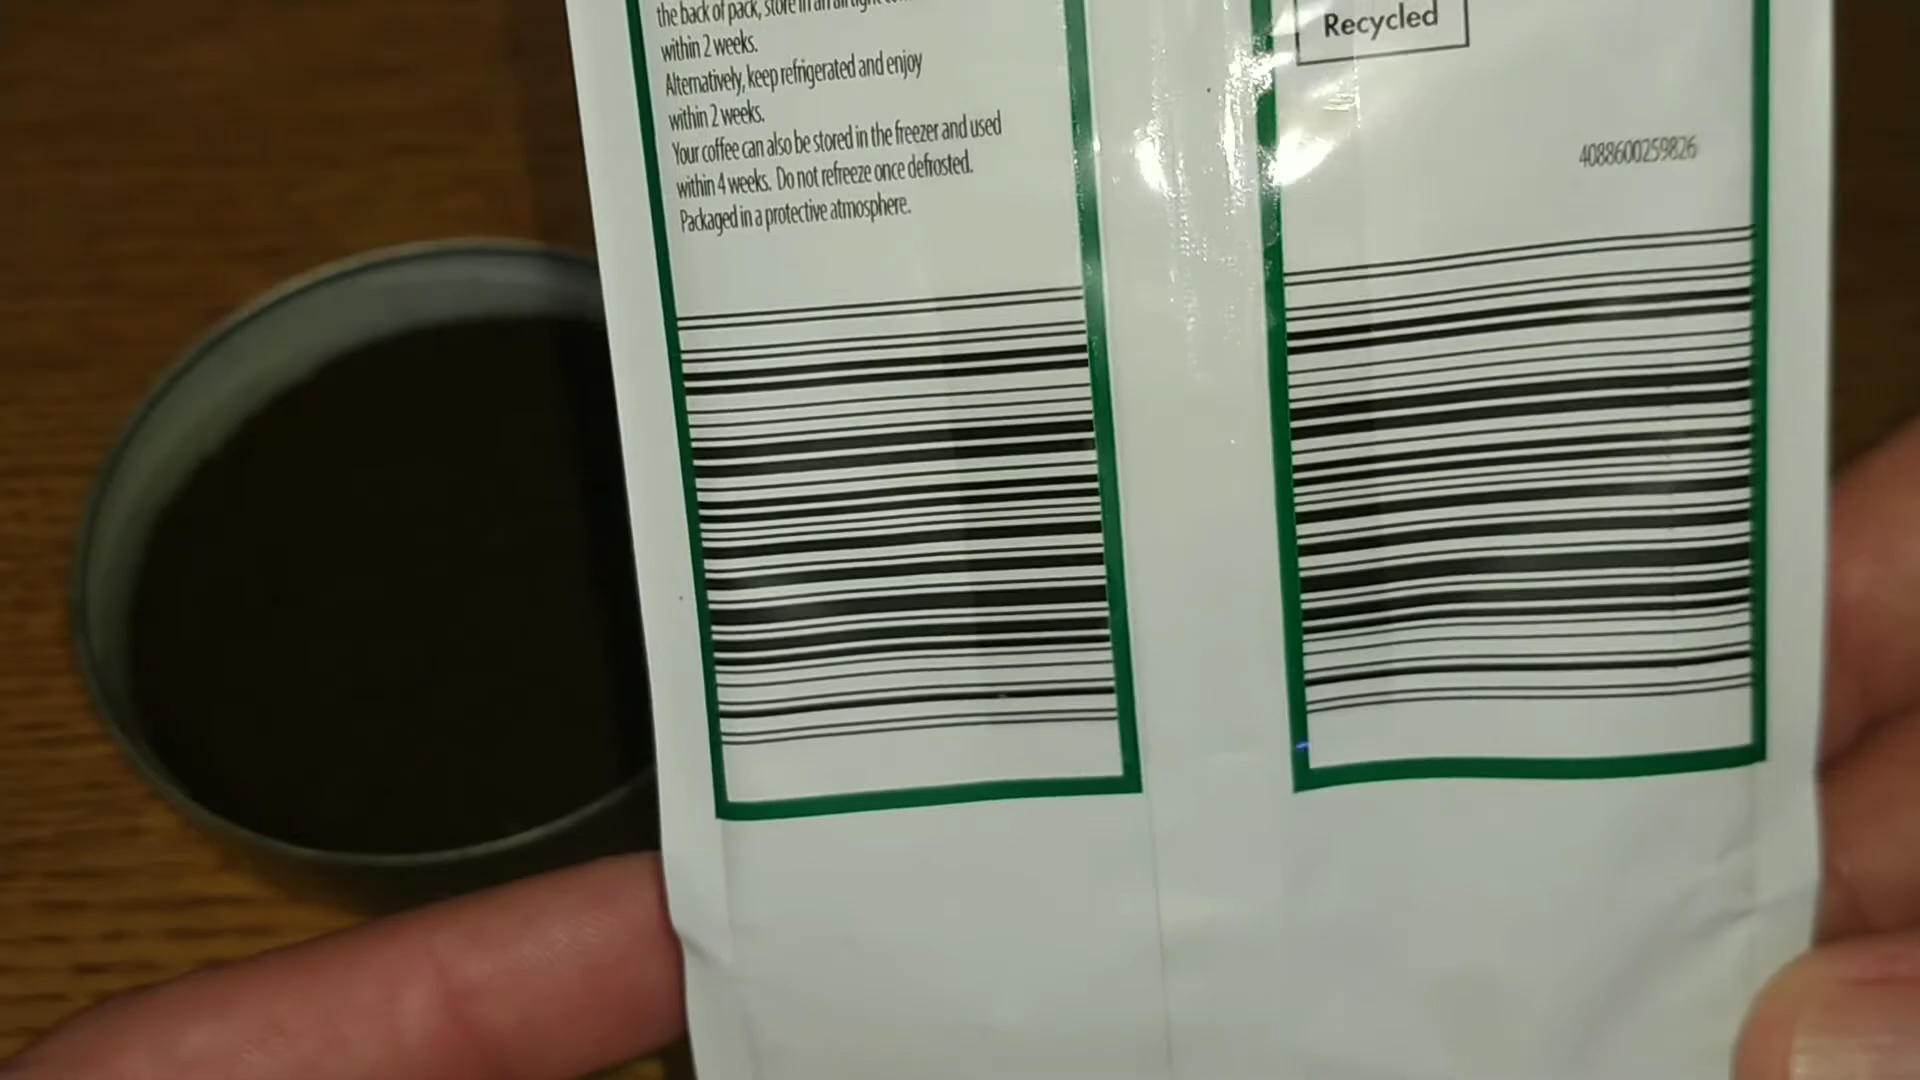 the back of pack, store in an airtight
within 2 weeks.
Alternatively, keep refrigerated and enjoy
within 2 weeks.
Your coffee can also be stored in the freezer and used
within 4 weeks. Do not refreeze once defrosted.
Packaged in a protective atmosphere.
Recycled
4088600259826